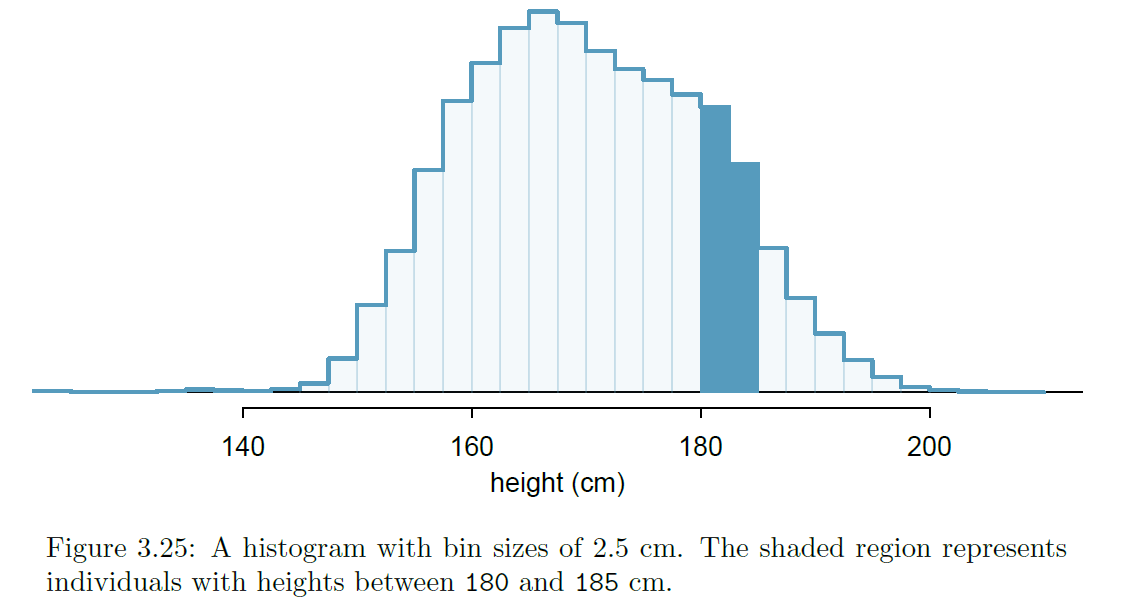 140 160 180 200
height (cm)
Figure 3.25: A histogram with bin sizes of 2.5 cm. The shaded region represents
individuals with heights between 180 and 185 cm.